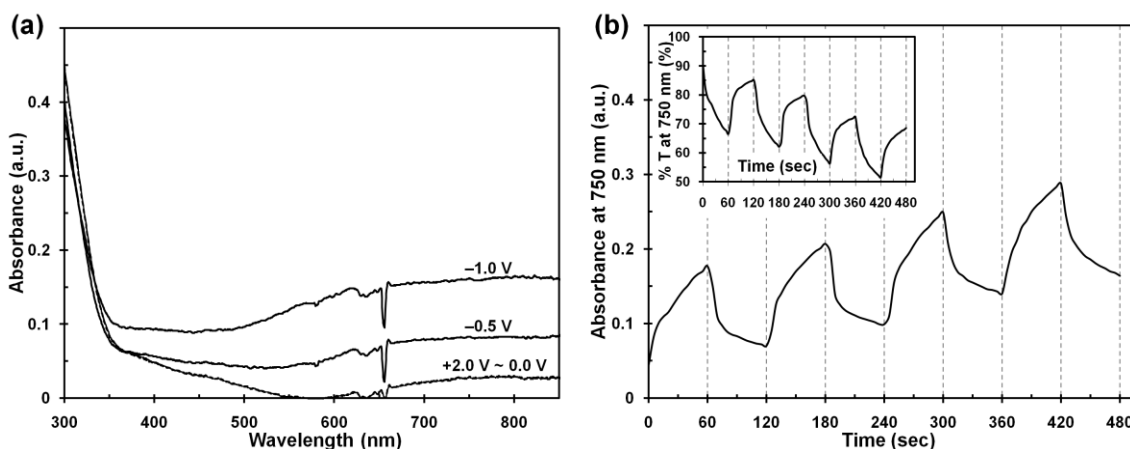 (a)
Absorbance (a.u.)
0.4
0.3
0.2
0.1
0
−1.0 V
−0.5 V
+2.0 V ~ 0.0 V
300 400 500 600 700 800
Wavelength (nm)
(b)
Absorbance at 750 nm (a.u.)
0.4
0.3
0.2
0.1
0
0 60 120 180 240 300 360 420 480
Time (sec)
% T at 750 nm (%)
100
90
80
70
60
50
Time (sec)
0 60 120 180 240 300 360 420 480